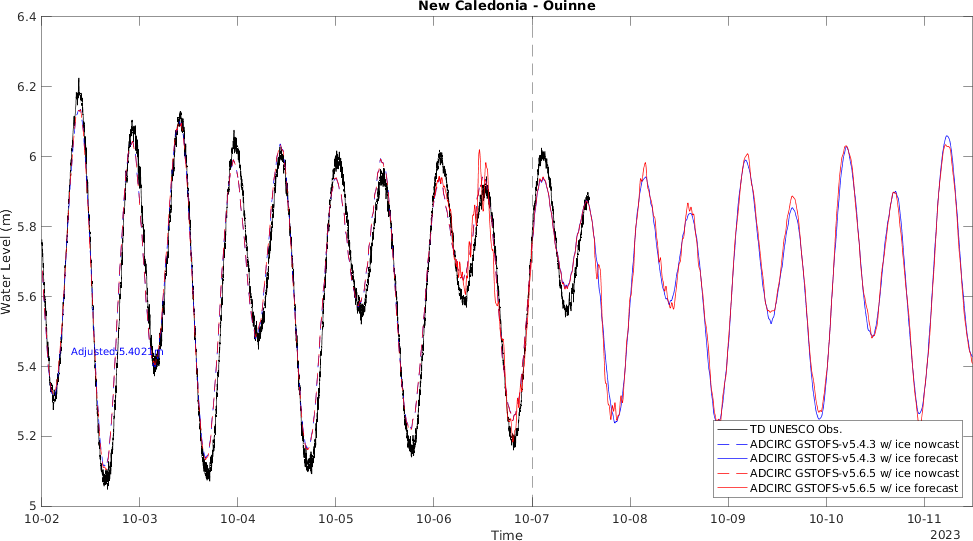 New Caledonia - Ouinne
6.4
6.2
6
5.8
5.6
5.4
5.2
5
Water Level (m)
Adjusted:5.4021m
10-02
10-03
10-04
10-05
10-06
10-07
10-08
10-09
10-10
10-11
Time
2023
TD UNESCO Obs.
ADCIRC GSTOFS-v5.4.3 w/ ice nowcast
ADCIRC GSTOFS-v5.4.3 w/ ice forecast
ADCIRC GSTOFS-v5.6.5 w/ ice nowcast
ADCIRC GSTOFS-v5.6.5 w/ ice forecast